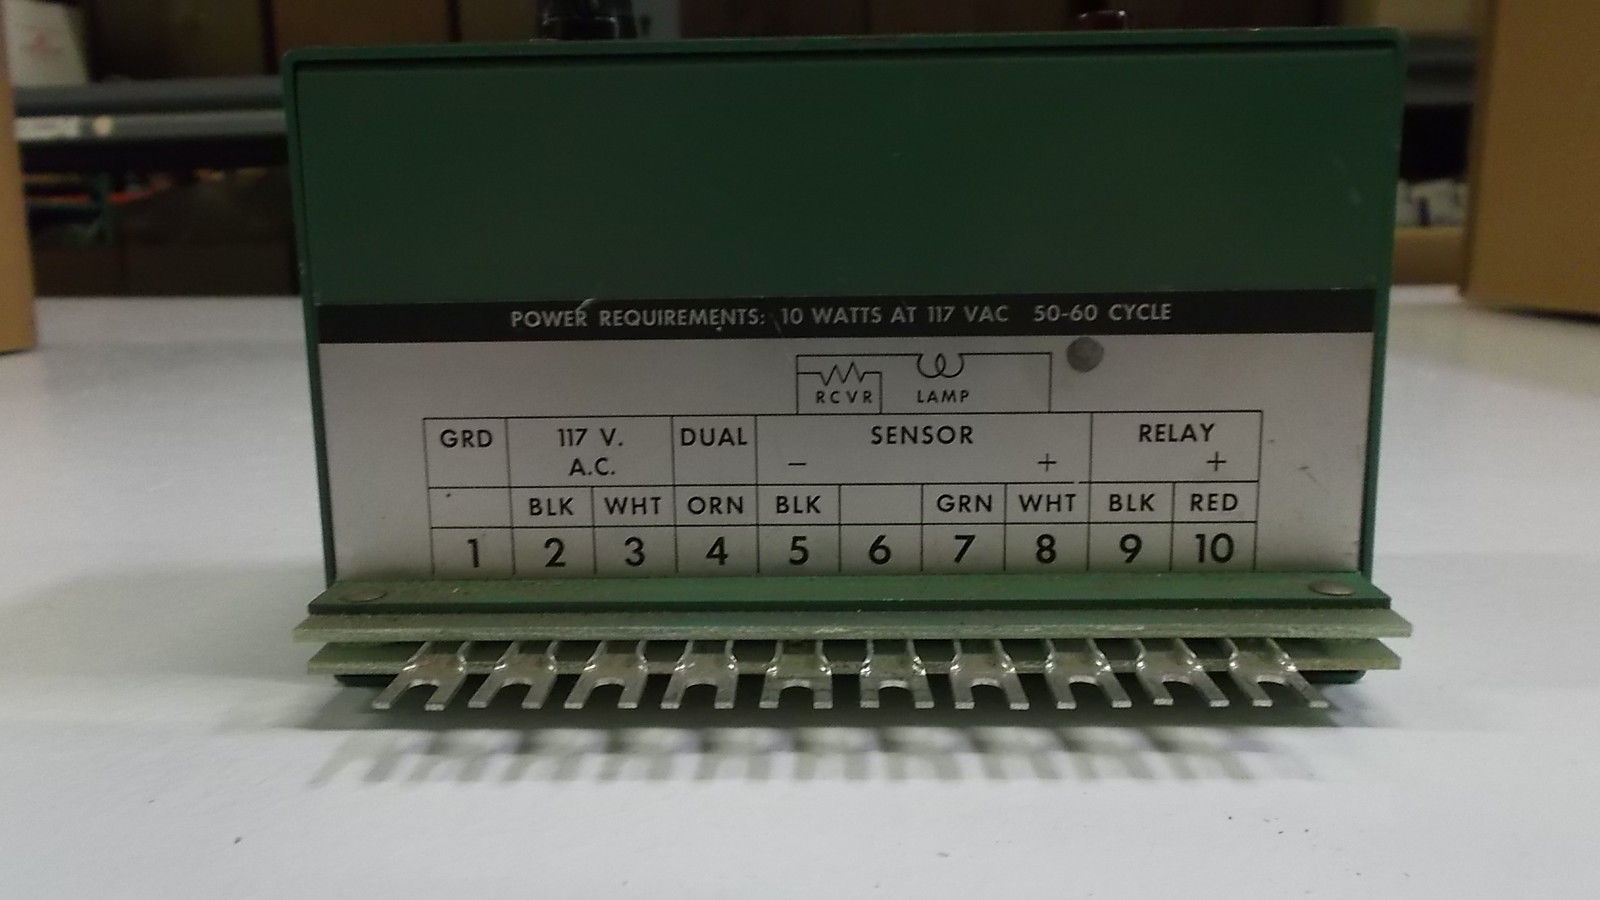 POWER REQUIREMENTS: 10 WATTS AT 117 VAC 50-60 CYCLE
RCVR LAMP
GRD 117 V. DUAL SENSOR RELAY
A.C. − + +
BLK WHT ORN BLK GRN WHT BLK RED
1 2 3 4 5 6 7 8 9 10